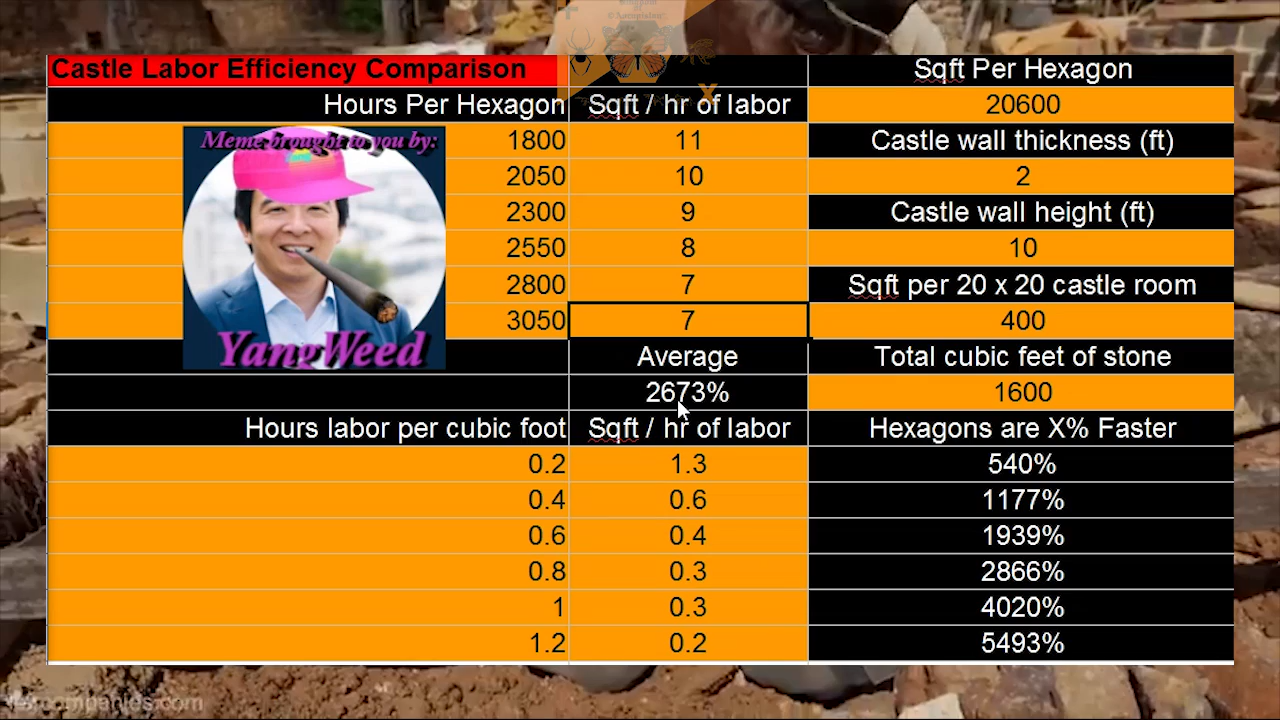 Castle Labor Efficiency Comparison
Sqft Per Hexagon
Hours Per Hexagon Sqft / hr of labor 20600
Meme brought to you by:
1800 11 Castle wall thickness (ft)
2050 10 2
2300 9 Castle wall height (ft)
2550 8 10
2800 7 Sqft per 20 x 20 castle room
3050 7 400
YangWeed
Average Total cubic feet of stone
2673% 1600
Hours labor per cubic foot Sqft / hr of labor Hexagons are X% Faster
0.2 1.3 540%
0.4 0.6 1177%
0.6 0.4 1939%
0.8 0.3 2866%
1 0.3 4020%
1.2 0.2 5493%